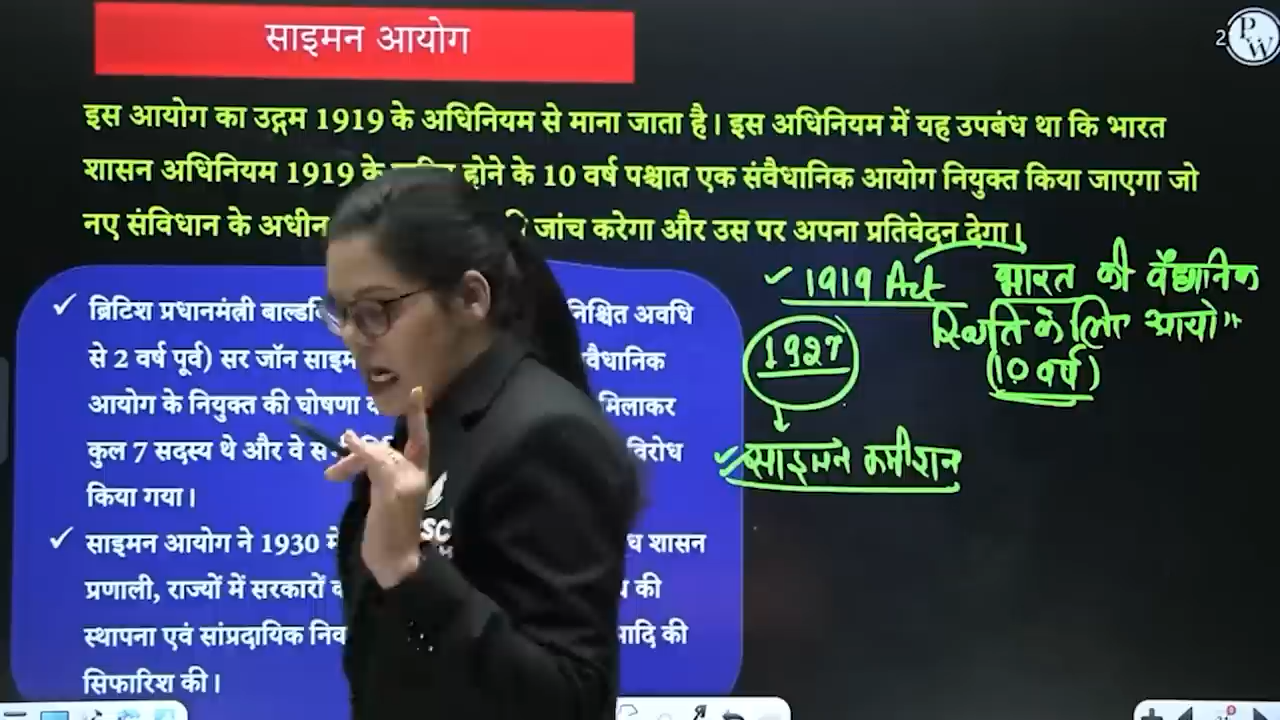 साइमन आयोग
2
PW
इस आयोग का उद्गम 1919 के अधिनियम से माना जाता है। इस अधिनियम में यह उपबंध था कि भारत
शासन अधिनियम 1919 के होने के 10 वर्ष पश्चात एक संवैधानिक आयोग नियुक्त किया जाएगा जो
नए संविधान के अधीन जांच करेगा और उस पर अपना प्रतिवेदन देगा।
✓ 1919 Act भारत की वैधानिक
स्थिति के लिए आयोग
1927
(10 वर्ष)
✓ साइमन कमीशन
✓ ब्रिटिश प्रधानमंत्री निश्चित अवधि
से 2 वर्ष पूर्व) सर जॉन
आयोग के नियुक्त की घोषणा मिलाकर
कुल 7 सदस्य थे और वे विरोध
किया गया।
✓ साइमन आयोग ने 1930 शासन
प्रणाली, राज्यों में सरकारों की
स्थापना एवं सांप्रदायिक की
सिफारिश की।
SC